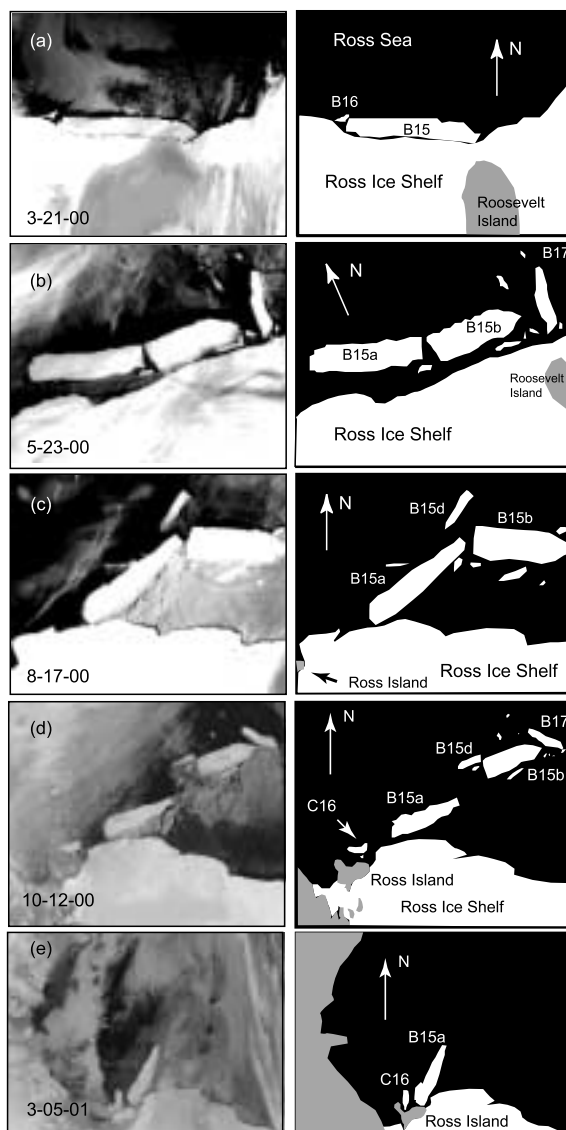 (a)
3-21-00
Ross Sea
N
B16
B15
Ross Ice Shelf
Roosevelt
Island
(b)
5-23-00
N
B17
B15b
B15a
Roosevelt
Island
Ross Ice Shelf
(c)
8-17-00
N
B15d
B15b
B15a
Ross Ice Shelf
Ross Island
(d)
10-12-00
N
B17
B15d
B15b
B15a
C16
Ross Island
Ross Ice Shelf
(e)
3-05-01
N
B15a
C16
Ross Island